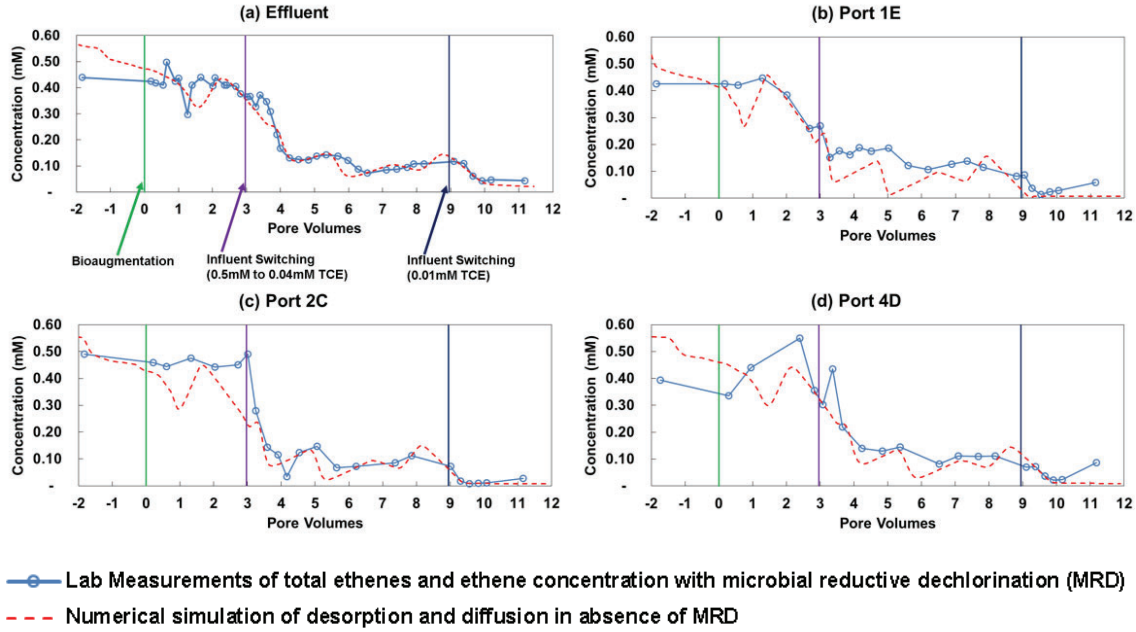 (a) Effluent
Concentration (mM)
0.60
0.50
0.40
0.30
0.20
0.10
-
-2 -1 0 1 2 3 4 5 6 7 8 9 10 11 12
Pore Volumes
Bioaugmentation
Influent Switching
(0.5mM to 0.04mM TCE)
Influent Switching
(0.01mM TCE)
(b) Port 1E
Concentration (mM)
0.60
0.50
0.40
0.30
0.20
0.10
-
-2 -1 0 1 2 3 4 5 6 7 8 9 10 11 12
Pore Volumes
(c) Port 2C
Concentration (mM)
0.60
0.50
0.40
0.30
0.20
0.10
-
-2 -1 0 1 2 3 4 5 6 7 8 9 10 11 12
Pore Volumes
(d) Port 4D
Concentration (mM)
0.60
0.50
0.40
0.30
0.20
0.10
-
-2 -1 0 1 2 3 4 5 6 7 8 9 10 11 12
Pore Volumes
Lab Measurements of total ethenes and ethene concentration with microbial reductive dechlorination (MRD)
Numerical simulation of desorption and diffusion in absence of MRD